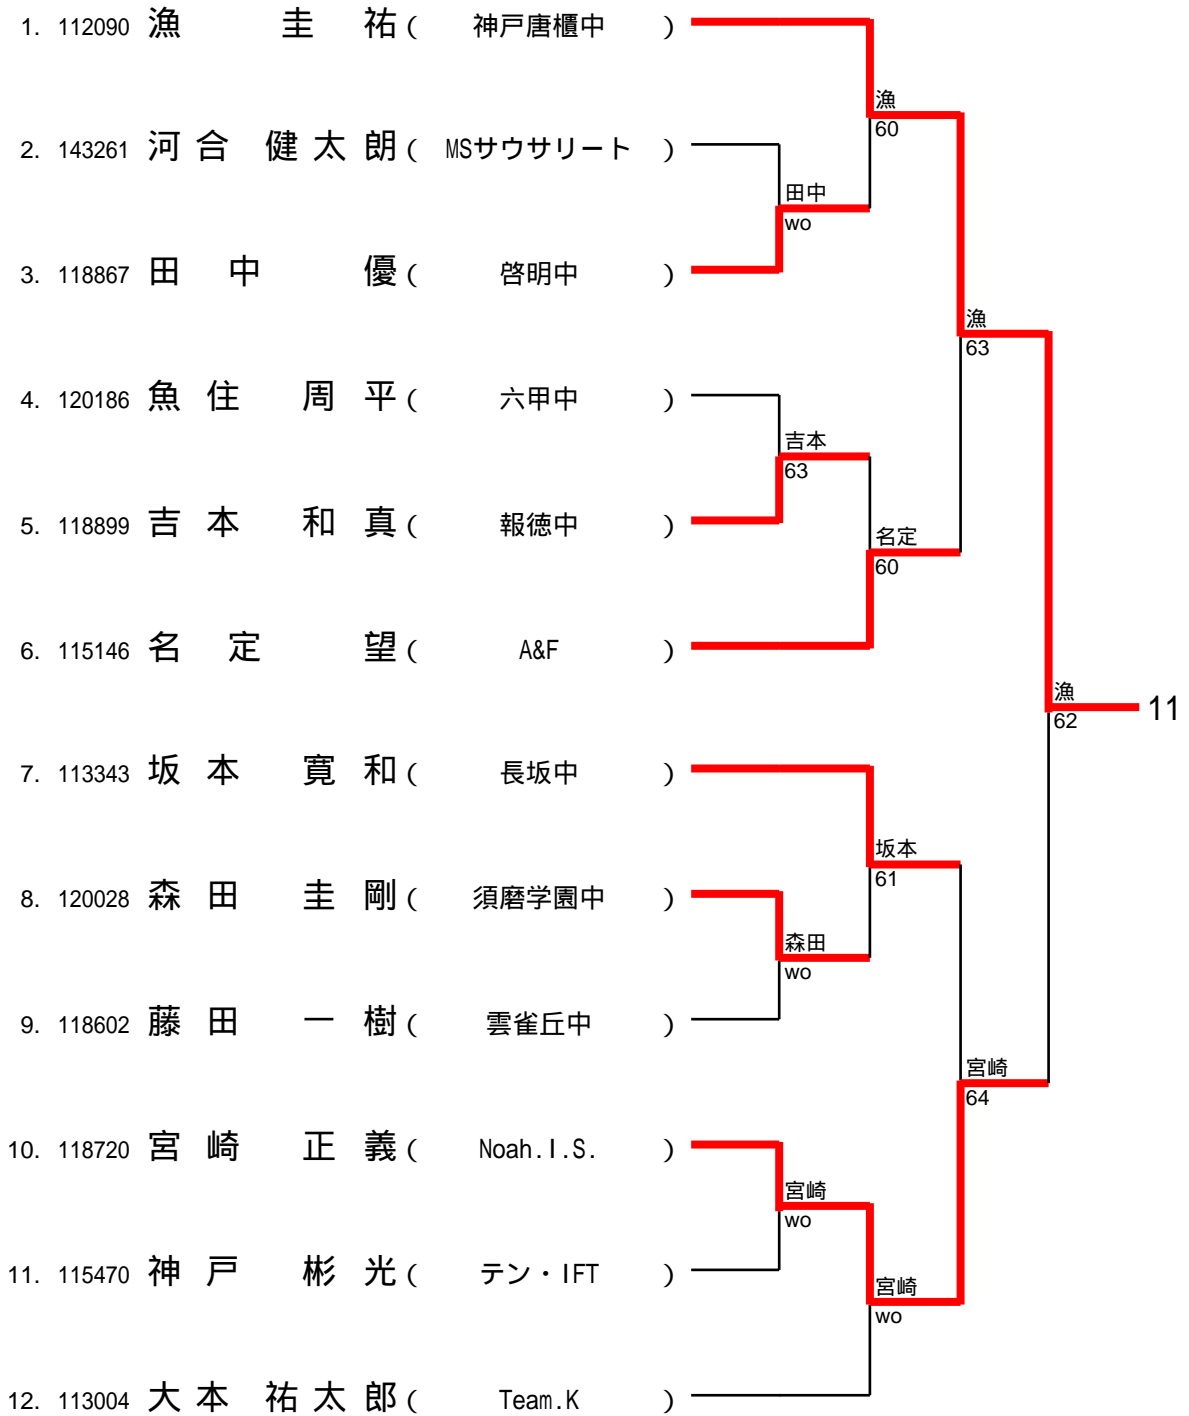 1. 112090 漁 圭 祐 ( 神戸唐櫃中 )
漁
60
2. 143261 河 合 健 太 朗 ( MSサウサリート )
田中
wo
3. 118867 田 中 優 ( 啓明中 )
漁
63
4. 120186 魚 住 周 平 ( 六甲中 )
吉本
63
5. 118899 吉 本 和 真 ( 報徳中 )
名定
60
6. 115146 名 定 望 ( A&F )
漁
62
11
7. 113343 坂 本 寛 和 ( 長坂中 )
坂本
61
8. 120028 森 田 圭 剛 ( 須磨学園中 )
森田
wo
9. 118602 藤 田 一 樹 ( 雲雀丘中 )
宮崎
64
10. 118720 宮 崎 正 義 ( Noah.I.S. )
宮崎
wo
11. 115470 神 戸 彬 光 ( テン・IFT )
宮崎
wo
12. 113004 大 本 祐 太 郎 ( Team.K )